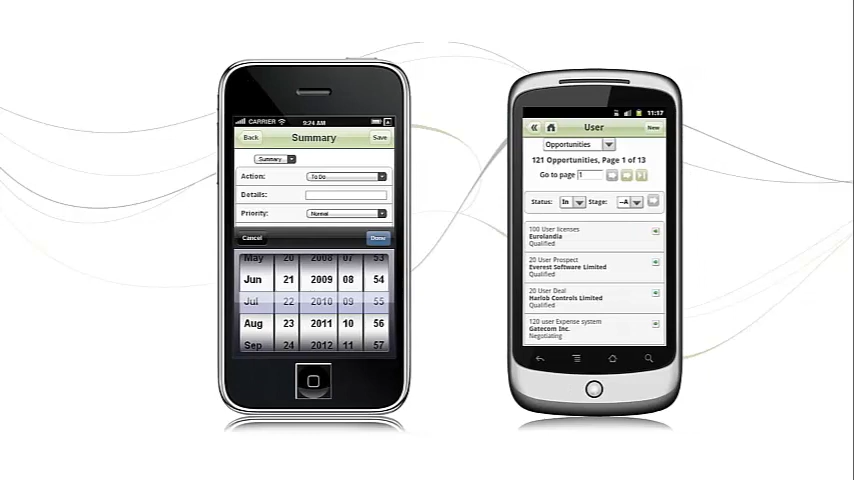 CARRIER 9:24 AM
Back Summary Save
Summary
Action: To Do
Details:
Priority: Normal
Cancel Done
May 20 2008 07 53
Jun 21 2009 08 54
Jul 22 2010 09 55
Aug 23 2011 10 56
Sep 24 2012 11 57
11:17
User New
Opportunities
121 Opportunities, Page 1 of 13
Go to page 1
Status: In Stage: --A
100 User licenses
Eurolandia
Qualified
20 User Prospect
Everest Software Limited
Qualified
20 User Deal
Harlob Controls Limited
Qualified
120 user Expense system
Gatecom Inc.
Negotiating